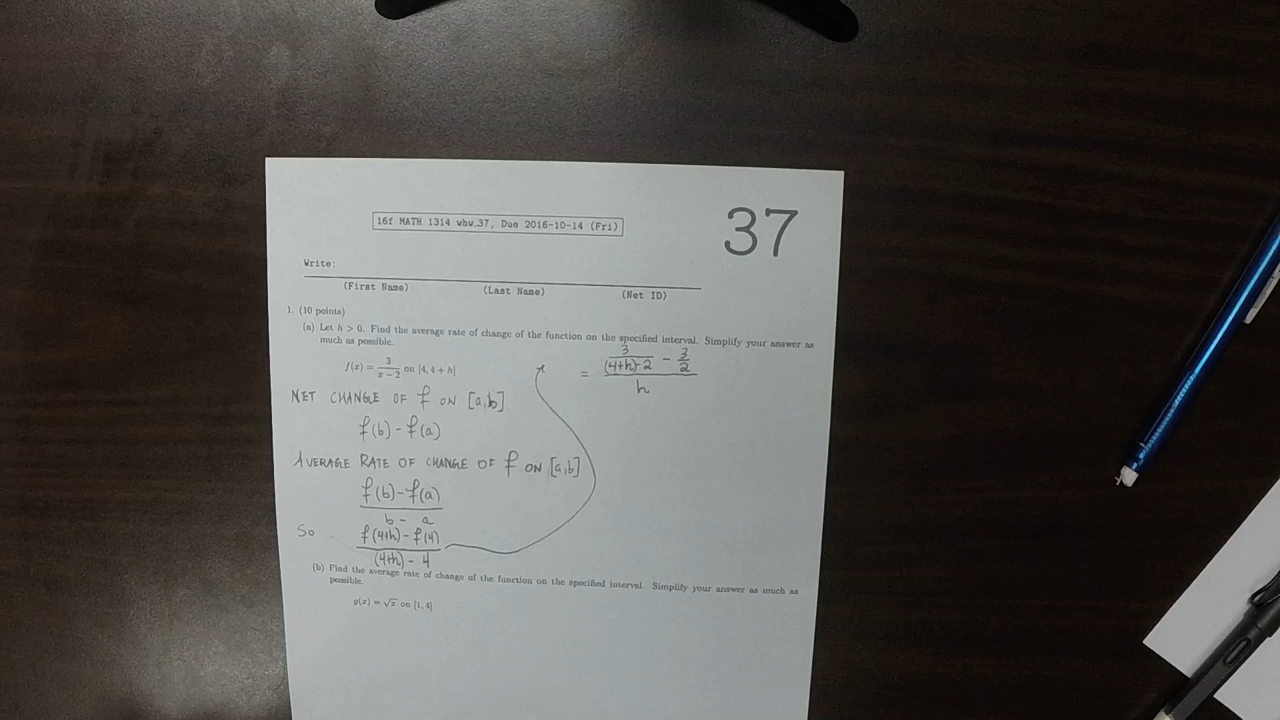 16f MATH 1314 whw_37, Due 2016-10-14 (Fri)
37
Write:
(First Name) (Last Name) (Net ID)
1. (10 points)
(a) Let h > 0. Find the average rate of change of the function on the specified interval. Simplify your answer as
much as possible.
f(x) = 3/(x − 2) on [4, 4 + h]
NET CHANGE OF f ON [a,b]
f(b) - f(a)
AVERAGE RATE OF CHANGE OF f ON [a,b]
f(b) - f(a)
b - a
So f(4+h) - f(4)
(4+h) - 4
= (3/((4+h)-2) - 3/2)/h
(b) Find the average rate of change of the function on the specified interval. Simplify your answer as much as
possible.
g(x) = √x on [1, 4]